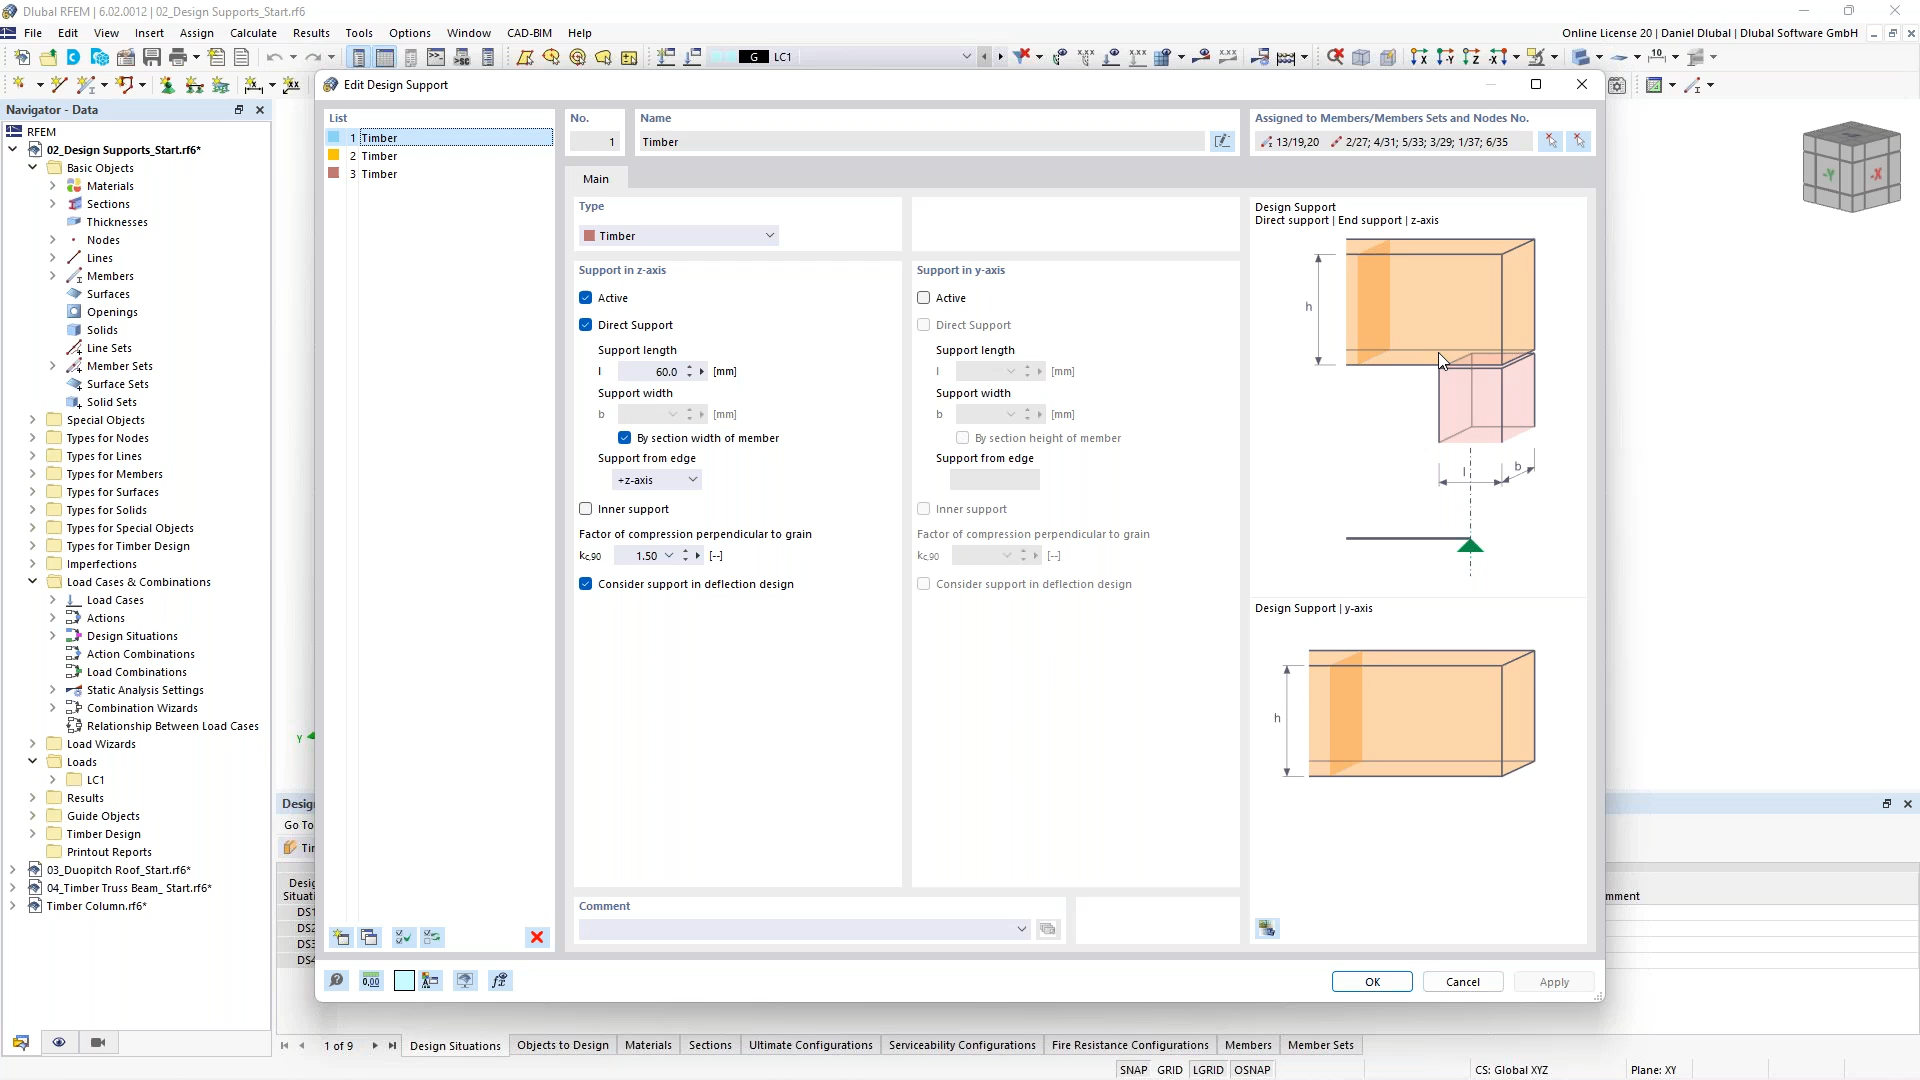 Dlubal RFEM | 6.02.0012 | 02_Design Supports_Start.rf6*
File Edit View Insert Assign Calculate Results Tools Options Window CAD-BIM Help
Online License 20 | Daniel Dlubal | Dlubal Software GmbH
G LC1
Navigator - Data
RFEM
02_Design Supports_Start.rf6*
Basic Objects
Materials
Sections
Thicknesses
Nodes
Lines
Members
Surfaces
Openings
Solids
Line Sets
Member Sets
Surface Sets
Solid Sets
Special Objects
Types for Nodes
Types for Lines
Types for Members
Types for Surfaces
Types for Solids
Types for Special Objects
Types for Timber Design
Imperfections
Load Cases & Combinations
Load Cases
Actions
Design Situations
Action Combinations
Load Combinations
Static Analysis Settings
Combination Wizards
Relationship Between Load Cases
Load Wizards
Loads
LC1
Results
Guide Objects
Timber Design
Printout Reports
03_Duopitch Roof_Start.rf6*
04_Timber Truss Beam_ Start.rf6*
Timber Column.rf6*
Edit Design Support
List
1 Timber
2 Timber
3 Timber
No.
1
Name
Timber
Assigned to Members/Members Sets and Nodes No.
13/19,20 2/27; 4/31; 5/33; 3/29; 1/37; 6/35
Main
Type
Timber
Support in z-axis
Active
Direct Support
Support length
l 60.0 [mm]
Support width
b [mm]
By section width of member
Support from edge
+z-axis
Inner support
Factor of compression perpendicular to grain
kc,90 1.50 [--]
Consider support in deflection design
Support in y-axis
Active
Direct Support
Support length
l [mm]
Support width
b [mm]
By section height of member
Support from edge
Inner support
Factor of compression perpendicular to grain
kc,90 [--]
Consider support in deflection design
Design Support
Direct support | End support | z-axis
h
l
b
Design Support | y-axis
h
Comment
OK Cancel Apply
-Y -X
Y
Go To
DS1
DS2
DS3
1 of 9
Design Situations Objects to Design Materials Sections Ultimate Configurations Serviceability Configurations Fire Resistance Configurations Members Member Sets
SNAP GRID LGRID OSNAP
CS: Global XYZ
Plane: XY